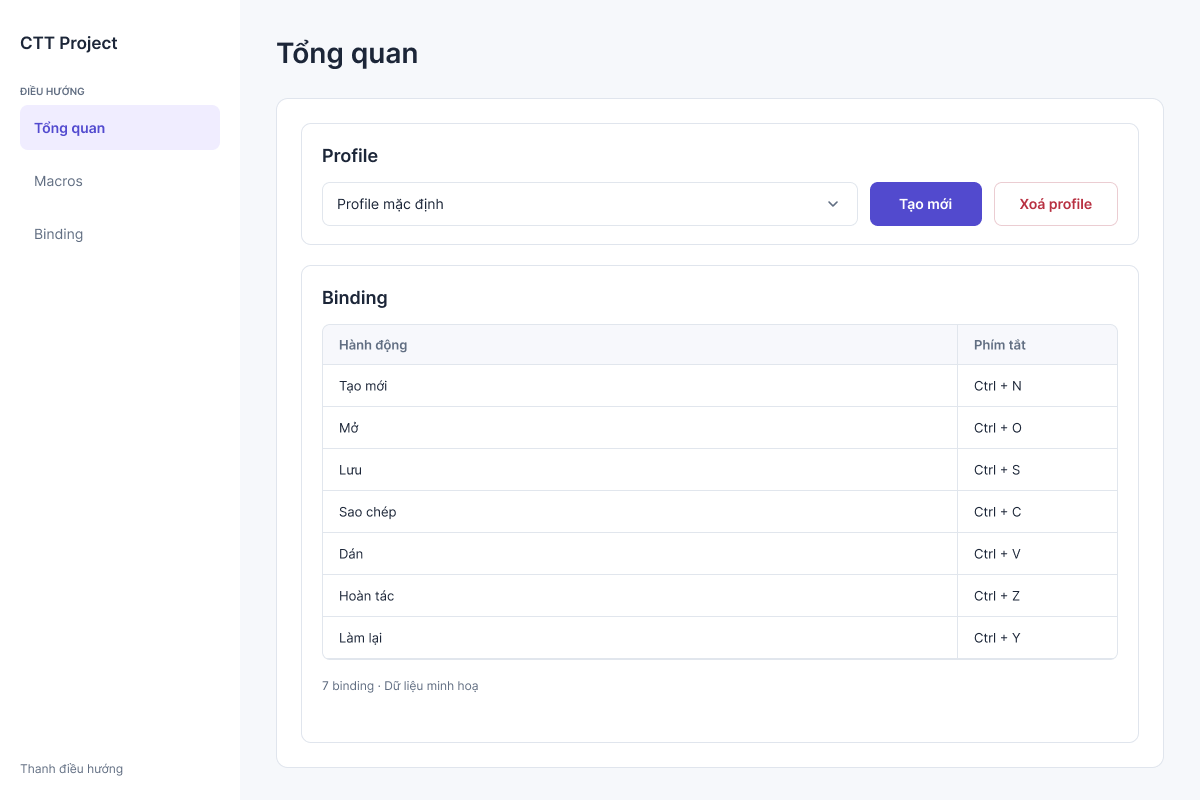 CTT Project
ĐIỀU HƯỚNG
Tổng quan
Macros
Binding
Thanh điều hướng
Tổng quan
Profile
Profile mặc định
Tạo mới
Xoá profile
Binding
Hành động Phím tắt
Tạo mới Ctrl + N
Mở Ctrl + O
Lưu Ctrl + S
Sao chép Ctrl + C
Dán Ctrl + V
Hoàn tác Ctrl + Z
Làm lại Ctrl + Y
7 binding · Dữ liệu minh hoạ